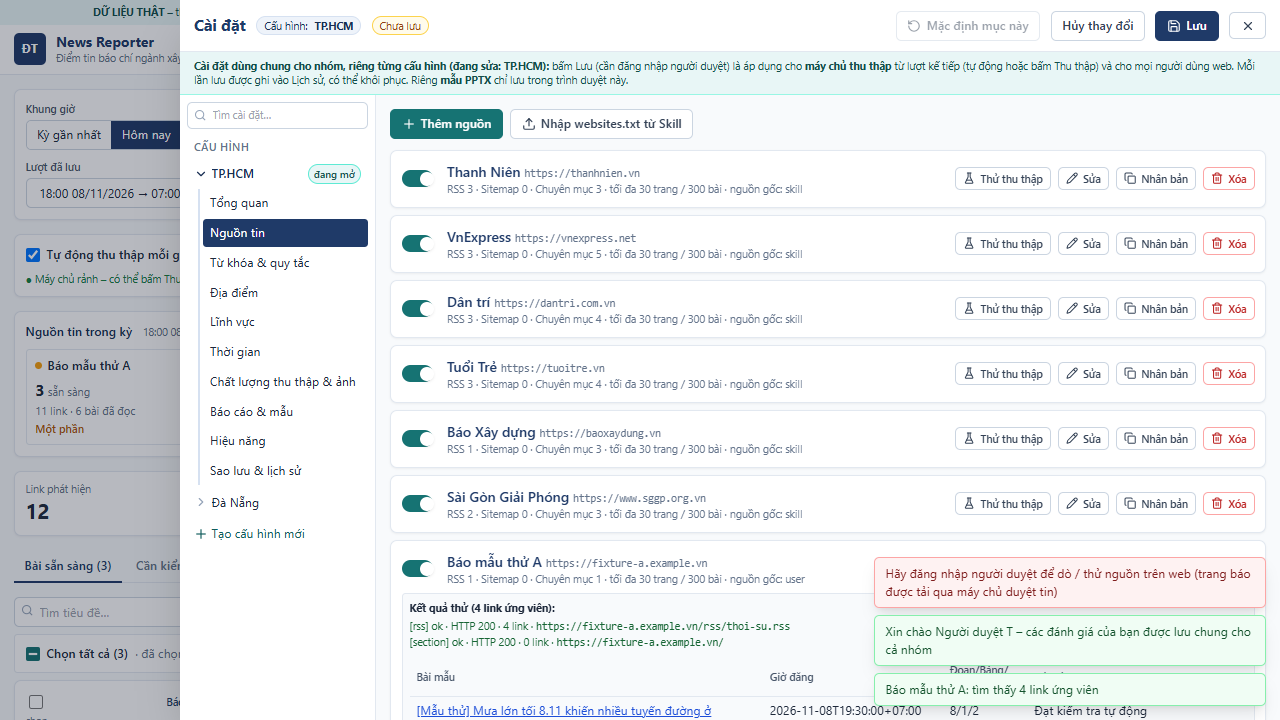 DỮ LIỆU THẬT – t
ĐT
News Reporter
Điểm tin báo chí ngành xây
Khung giờ
Kỳ gần nhất
Hôm nay
Lượt đã lưu
18:00 08/11/2026 → 07:00
Tự động thu thập mỗi g
● Máy chủ rảnh – có thể bấm Thu
Nguồn tin trong kỳ 18:00 08
Báo mẫu thử A
3 sẵn sàng
11 link · 6 bài đã đọc
Một phần
Link phát hiện
12
Bài sẵn sàng (3)
Cần kiể
Tìm tiêu đề...
Chọn tất cả (3) · đã chọn
Báo
Cài đặt
Cấu hình: TP.HCM
Chưa lưu
Mặc định mục này
Hủy thay đổi
Lưu
Cài đặt dùng chung cho nhóm, riêng từng cấu hình (đang sửa: TP.HCM): bấm Lưu (cần đăng nhập người duyệt) là áp dụng cho máy chủ thu thập từ lượt kế tiếp (tự động hoặc bấm Thu thập) và cho mọi người dùng web. Mỗi
lần lưu được ghi vào Lịch sử, có thể khôi phục. Riêng mẫu PPTX chỉ lưu trong trình duyệt này.
Tìm cài đặt...
CẤU HÌNH
TP.HCM
đang mở
Tổng quan
Nguồn tin
Từ khóa & quy tắc
Địa điểm
Lĩnh vực
Thời gian
Chất lượng thu thập & ảnh
Báo cáo & mẫu
Hiệu năng
Sao lưu & lịch sử
Đà Nẵng
Tạo cấu hình mới
Thêm nguồn
Nhập websites.txt từ Skill
Thanh Niên https://thanhnien.vn
RSS 3 · Sitemap 0 · Chuyên mục 3 · tối đa 30 trang / 300 bài · nguồn gốc: skill
Thử thu thập
Sửa
Nhân bản
Xóa
VnExpress https://vnexpress.net
RSS 3 · Sitemap 0 · Chuyên mục 5 · tối đa 30 trang / 300 bài · nguồn gốc: skill
Thử thu thập
Sửa
Nhân bản
Xóa
Dân trí https://dantri.com.vn
RSS 3 · Sitemap 0 · Chuyên mục 4 · tối đa 30 trang / 300 bài · nguồn gốc: skill
Thử thu thập
Sửa
Nhân bản
Xóa
Tuổi Trẻ https://tuoitre.vn
RSS 3 · Sitemap 0 · Chuyên mục 4 · tối đa 30 trang / 300 bài · nguồn gốc: skill
Thử thu thập
Sửa
Nhân bản
Xóa
Báo Xây dựng https://baoxaydung.vn
RSS 1 · Sitemap 0 · Chuyên mục 3 · tối đa 30 trang / 300 bài · nguồn gốc: skill
Thử thu thập
Sửa
Nhân bản
Xóa
Sài Gòn Giải Phóng https://www.sggp.org.vn
RSS 2 · Sitemap 0 · Chuyên mục 3 · tối đa 30 trang / 300 bài · nguồn gốc: skill
Thử thu thập
Sửa
Nhân bản
Xóa
Báo mẫu thử A https://fixture-a.example.vn
RSS 1 · Sitemap 0 · Chuyên mục 1 · tối đa 30 trang / 300 bài · nguồn gốc: user
Kết quả thử (4 link ứng viên):
[rss] ok · HTTP 200 · 4 link · https://fixture-a.example.vn/rss/thoi-su.rss
[section] ok · HTTP 200 · 0 link · https://fixture-a.example.vn/
Bài mẫu
Giờ đăng
Đoạn/Bảng/
[Mẫu thử] Mưa lớn tối 8.11 khiến nhiều tuyến đường ở
2026-11-08T19:30:00+07:00
8/1/2
Đạt kiểm tra tự động
Hãy đăng nhập người duyệt để dò / thử nguồn trên web (trang báo
được tải qua máy chủ duyệt tin)
Xin chào Người duyệt T – các đánh giá của bạn được lưu chung cho
cả nhóm
Báo mẫu thử A: tìm thấy 4 link ứng viên